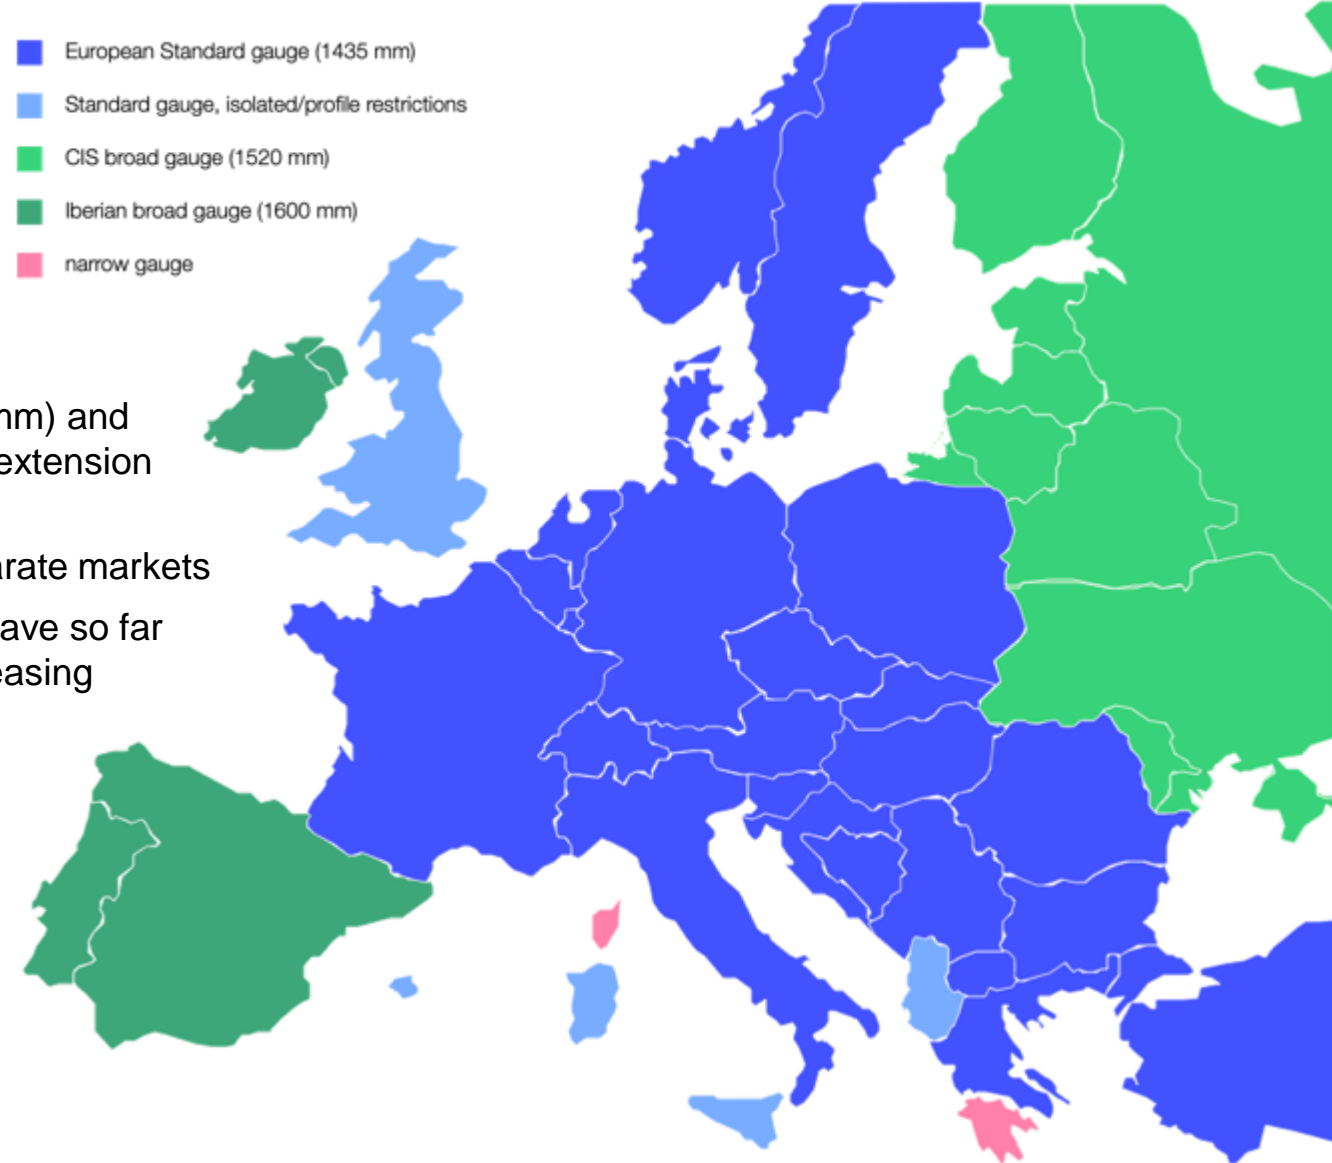 European Standard gauge (1435 mm)
Standard gauge, isolated/profile restrictions
CIS broad gauge (1520 mm)
Iberian broad gauge (1600 mm)
narrow gauge
mm) and
extension
arate markets
ave so far
easing